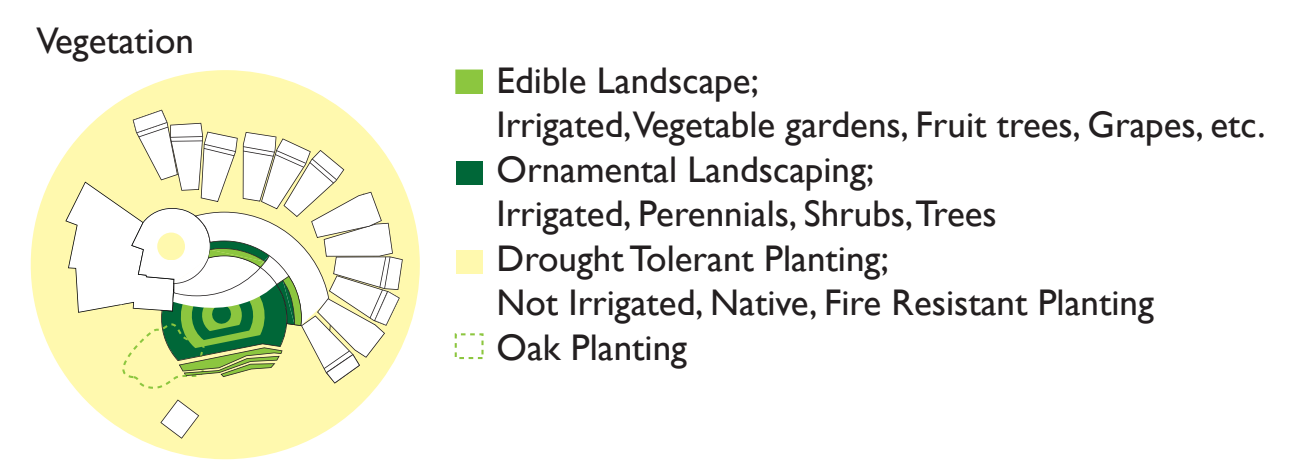 Vegetation
Edible Landscape;
Irrigated, Vegetable gardens, Fruit trees, Grapes, etc.
Ornamental Landscaping;
Irrigated, Perennials, Shrubs, Trees
Drought Tolerant Planting;
Not Irrigated, Native, Fire Resistant Planting
Oak Planting